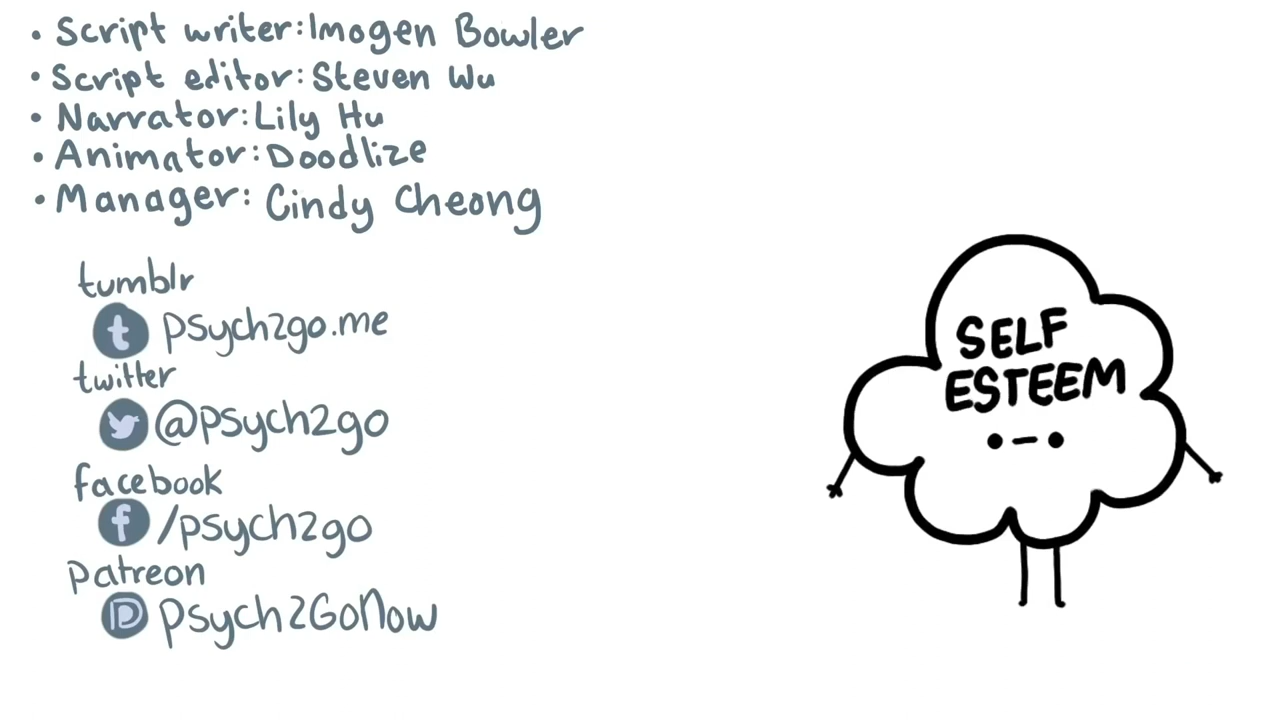 • Script writer:Imogen Bowler
• Script editor:Steven Wu
• Narrator:Lily Hu
• Animator:Doodlize
• Manager: Cindy Cheong
tumblr
t psych2go.me
twitter
@psych2go
facebook
f /psych2go
patreon
P psych2GoNow
SELF
ESTEEM